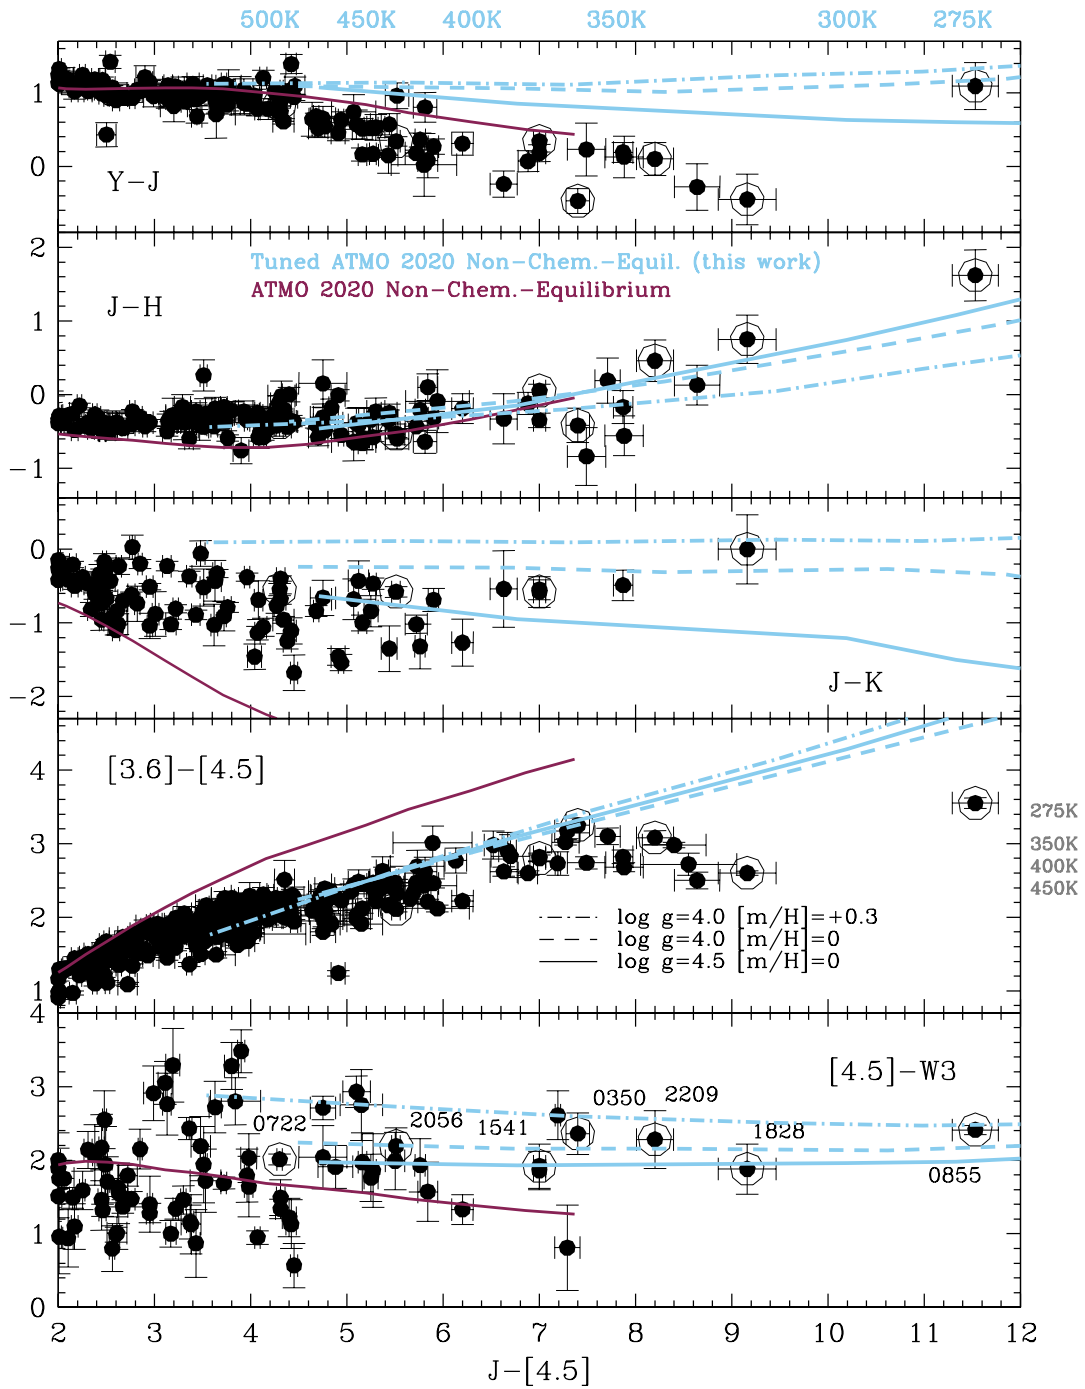 500K 450K 400K 350K 300K 275K
1
0
Y-J
2
1
0
-1
J-H
Tuned ATMO 2020 Non-Chem.-Equil. (this work)
ATMO 2020 Non-Chem.-Equilibrium
0
-1
-2
J-K
4
3
2
1
[3.6]-[4.5]
275K
350K
400K
450K
log g=4.0 [m/H]=+0.3
log g=4.0 [m/H]=0
log g=4.5 [m/H]=0
4
3
2
1
0
[4.5]-W3
0722
2056
1541
0350
2209
1828
0855
2 3 4 5 6 7 8 9 10 11 12
J-[4.5]